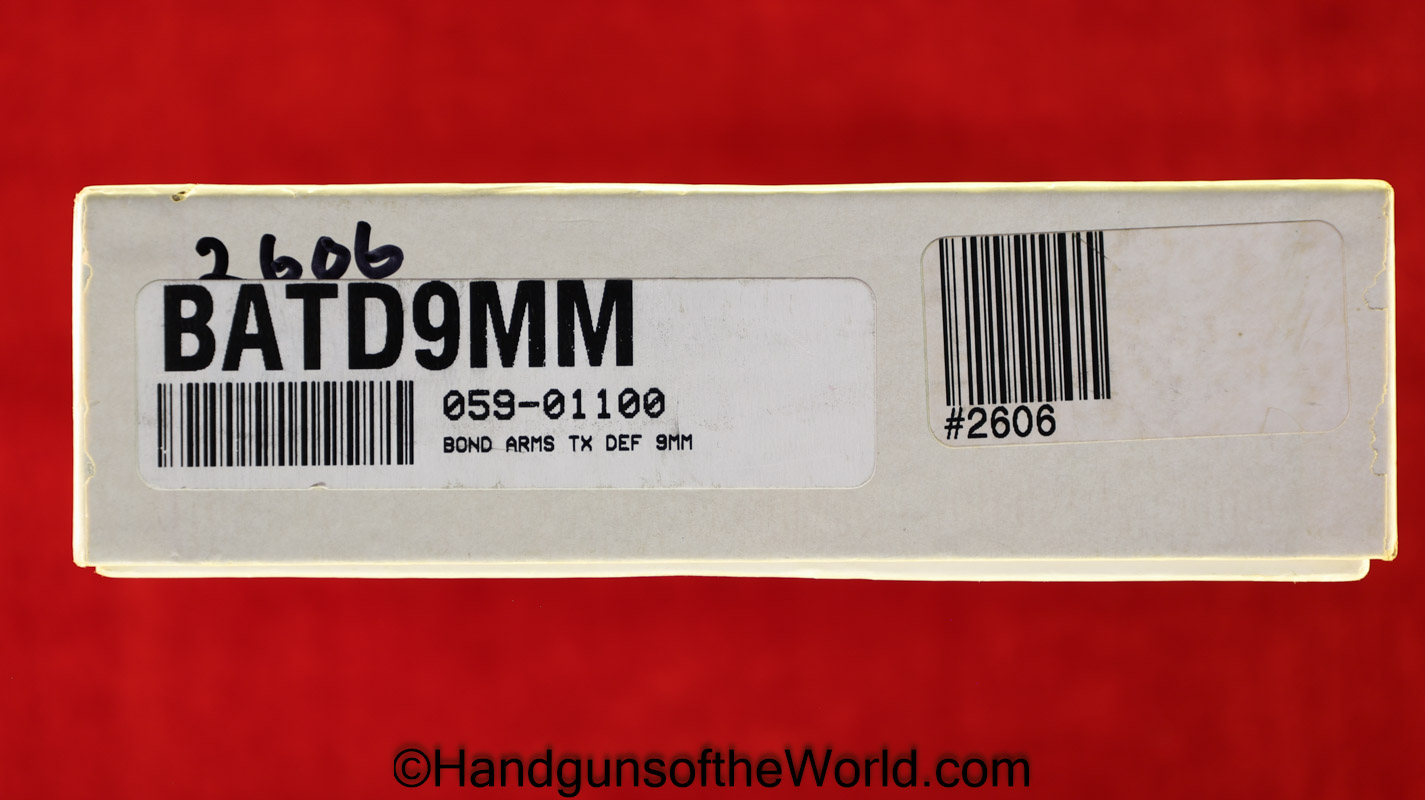 2606
BATD9MM
059-01100
BOND ARMS TX DEF 9MM
#2606
©HandgunsoftheWorld.com